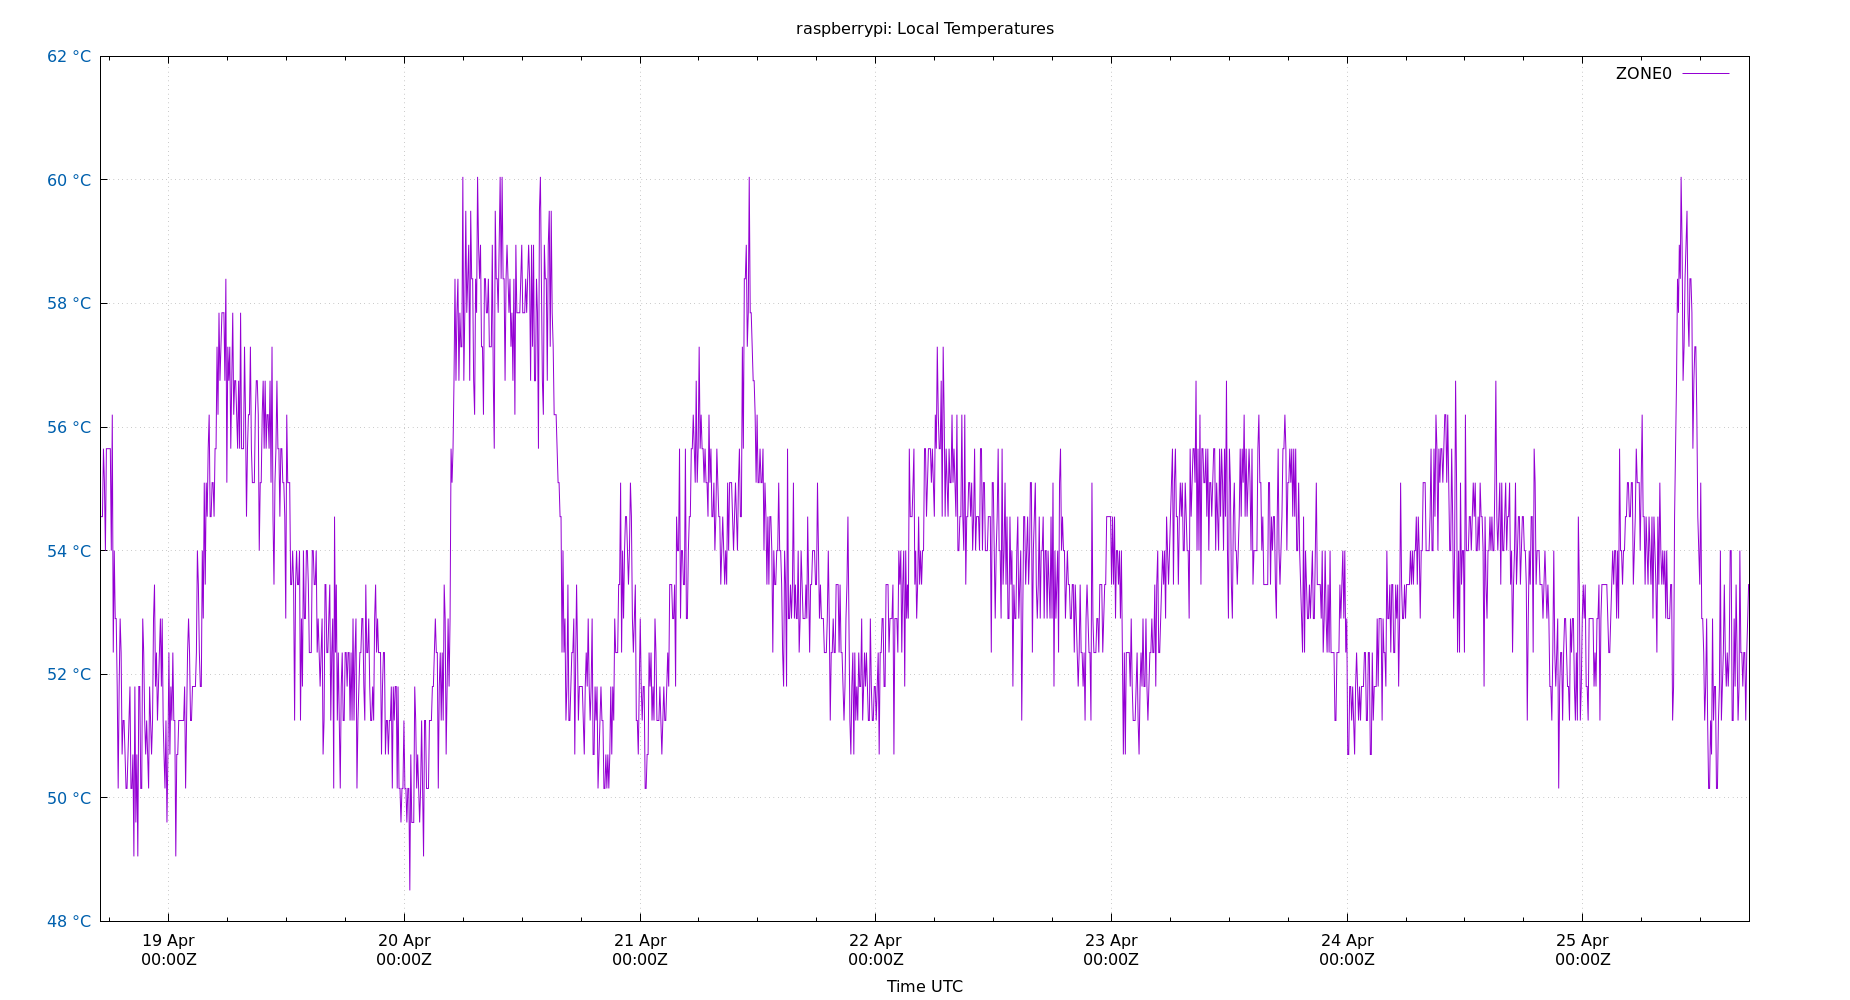 raspberrypi: Local Temperatures
ZONE0
62 °C
60 °C
58 °C
56 °C
54 °C
52 °C
50 °C
48 °C
19 Apr
00:00Z
20 Apr
00:00Z
21 Apr
00:00Z
22 Apr
00:00Z
23 Apr
00:00Z
24 Apr
00:00Z
25 Apr
00:00Z
Time UTC